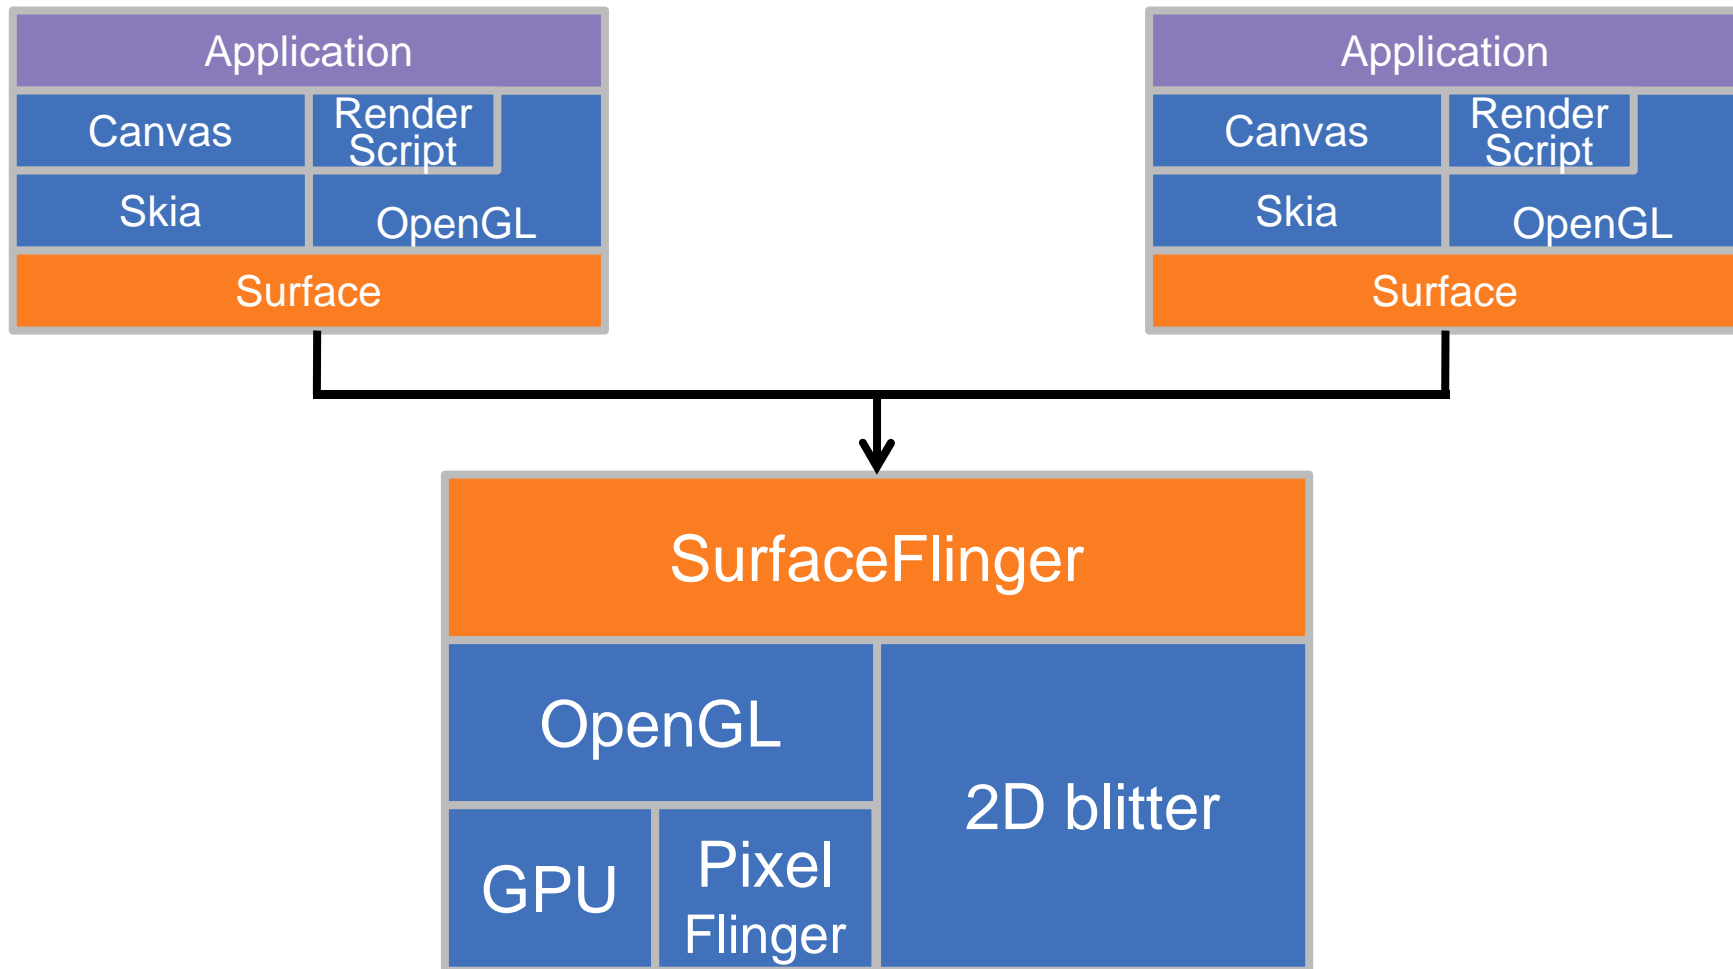 Application
Canvas
Render
Script
Skia
OpenGL
Surface
Application
Canvas
Render
Script
Skia
OpenGL
Surface
SurfaceFlinger
OpenGL
2D blitter
GPU
Pixel
Flinger